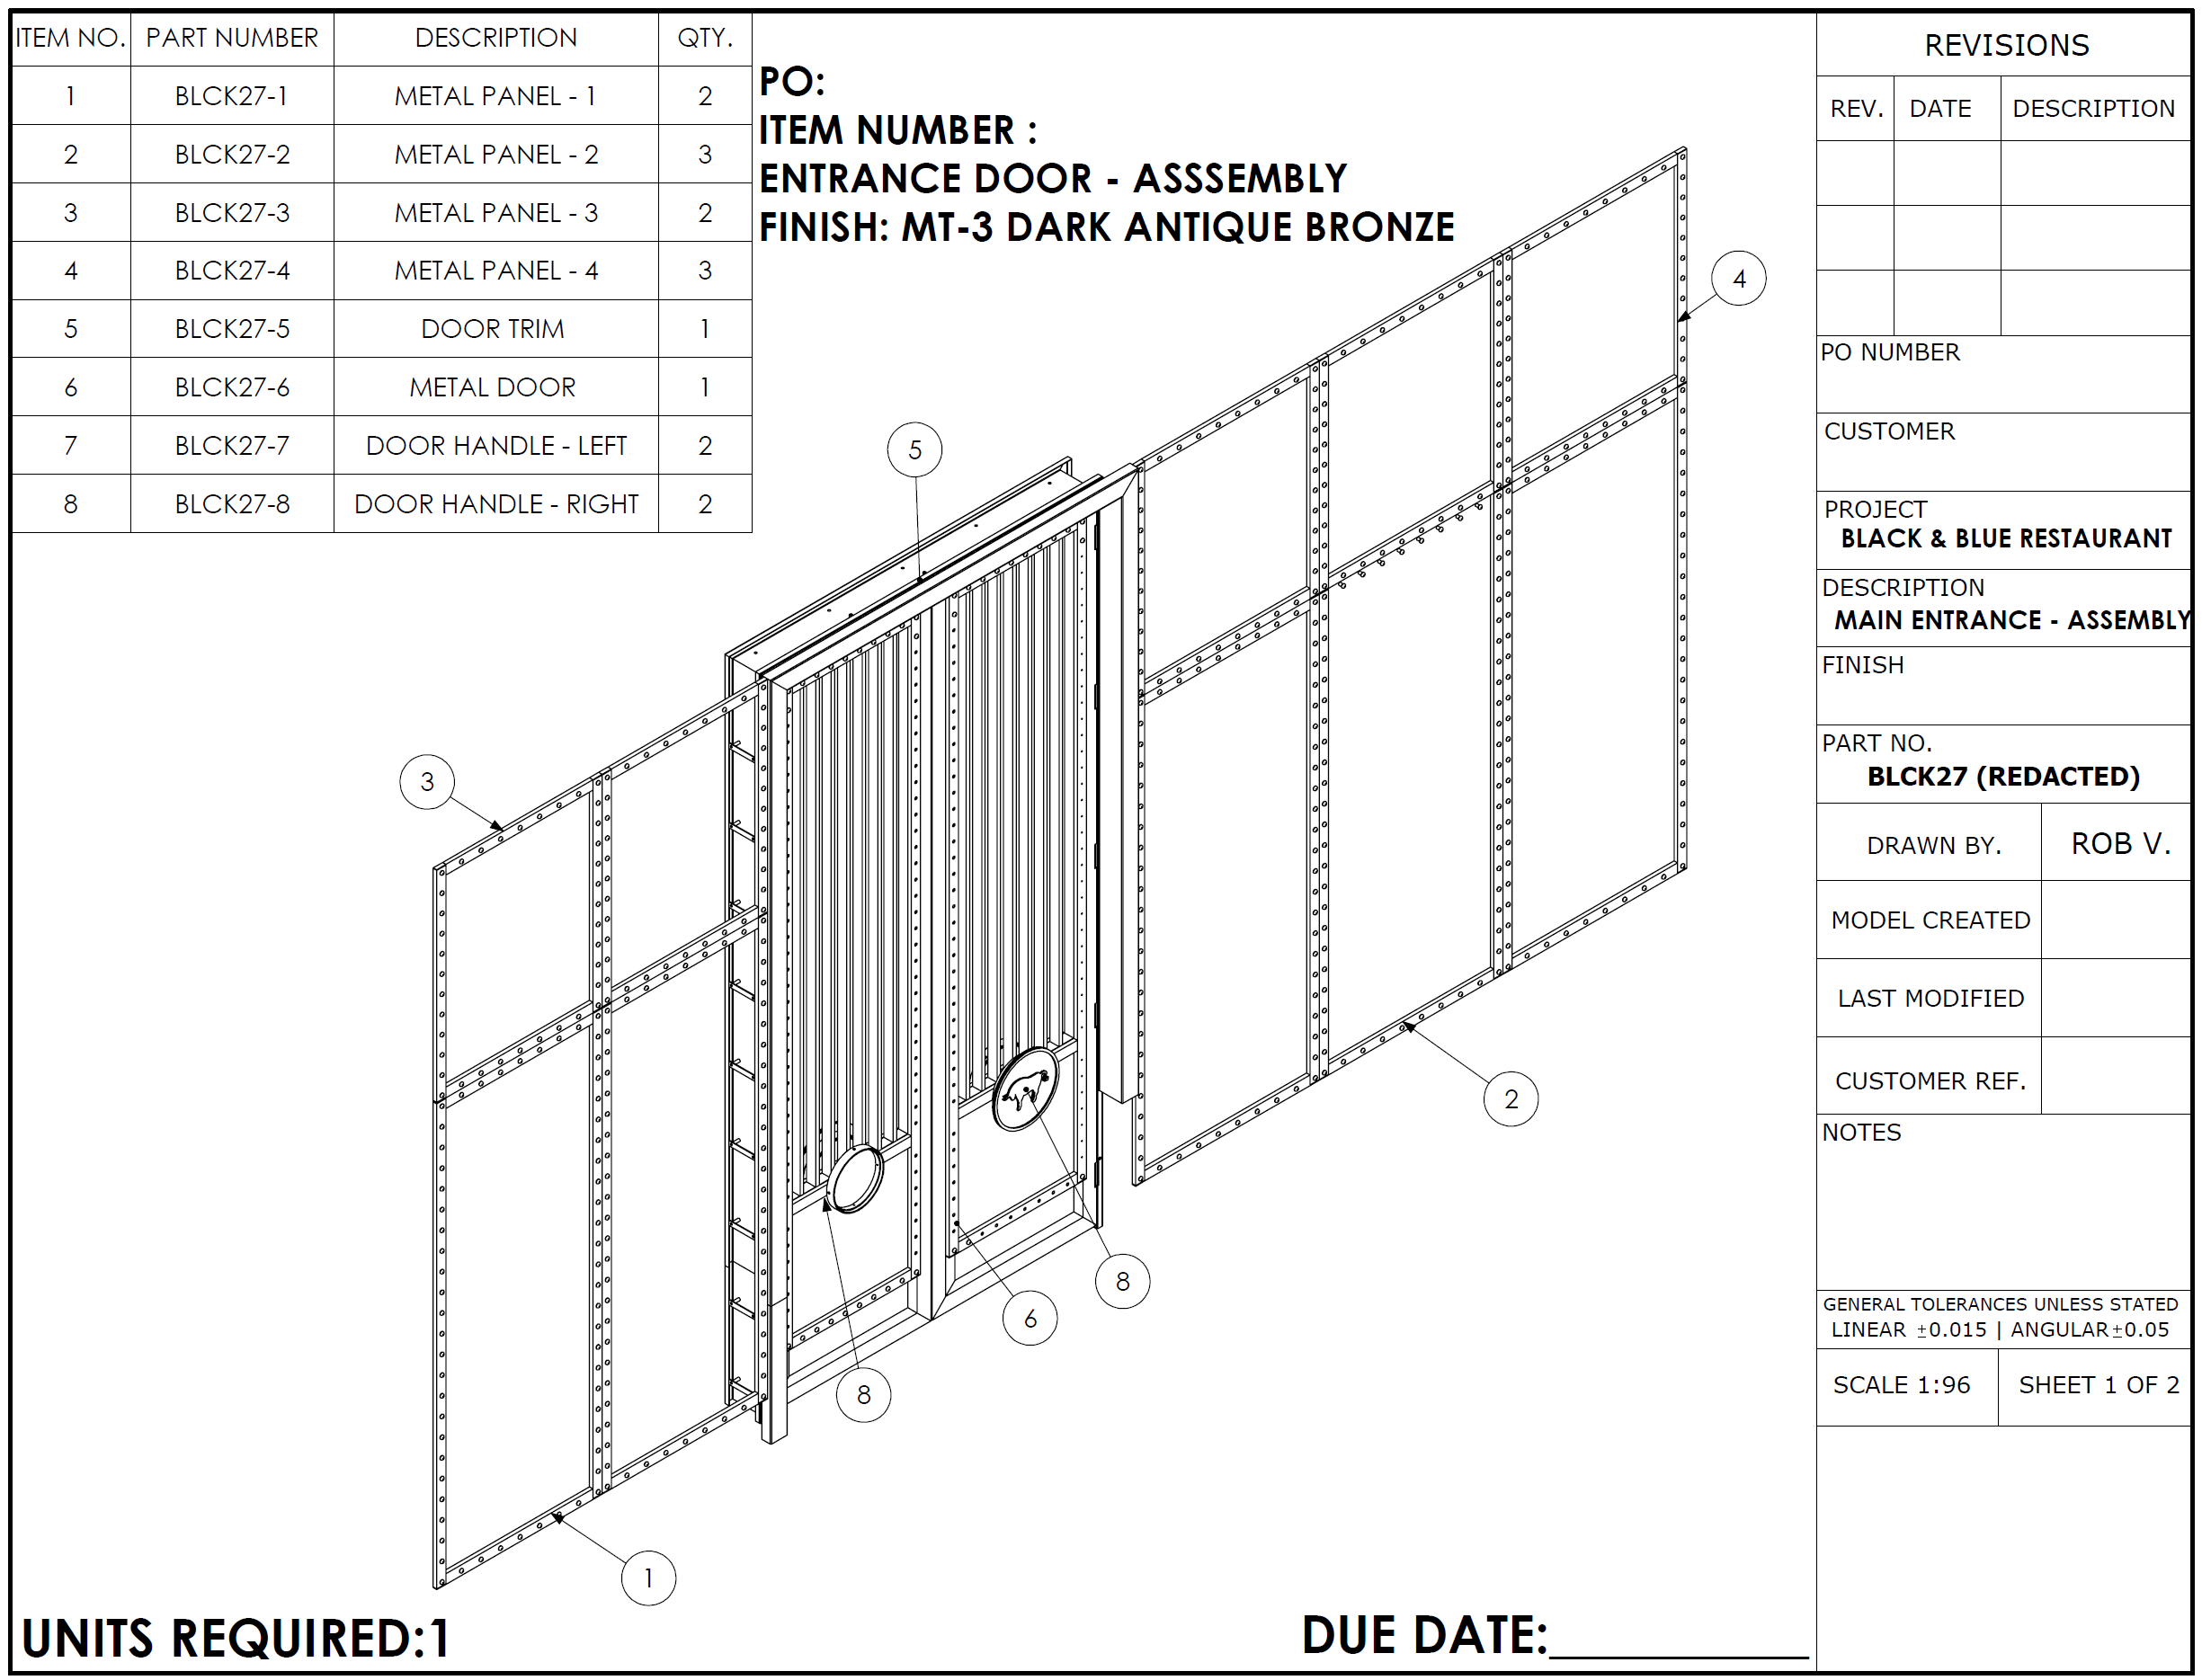 ITEM NO. PART NUMBER DESCRIPTION QTY.
1 BLCK27-1 METAL PANEL - 1 2
2 BLCK27-2 METAL PANEL - 2 3
3 BLCK27-3 METAL PANEL - 3 2
4 BLCK27-4 METAL PANEL - 4 3
5 BLCK27-5 DOOR TRIM 1
6 BLCK27-6 METAL DOOR 1
7 BLCK27-7 DOOR HANDLE - LEFT 2
8 BLCK27-8 DOOR HANDLE - RIGHT 2
PO:
ITEM NUMBER :
ENTRANCE DOOR - ASSSEMBLY
FINISH: MT-3 DARK ANTIQUE BRONZE
4
5
3
2
8
6
8
1
UNITS REQUIRED:1
DUE DATE:
REVISIONS
REV. DATE DESCRIPTION
PO NUMBER
CUSTOMER
PROJECT
BLACK & BLUE RESTAURANT
DESCRIPTION
MAIN ENTRANCE - ASSEMBLY
FINISH
PART NO.
BLCK27 (REDACTED)
DRAWN BY. ROB V.
MODEL CREATED
LAST MODIFIED
CUSTOMER REF.
NOTES
GENERAL TOLERANCES UNLESS STATED
LINEAR ±0.015 | ANGULAR±0.05
SCALE 1:96 SHEET 1 OF 2